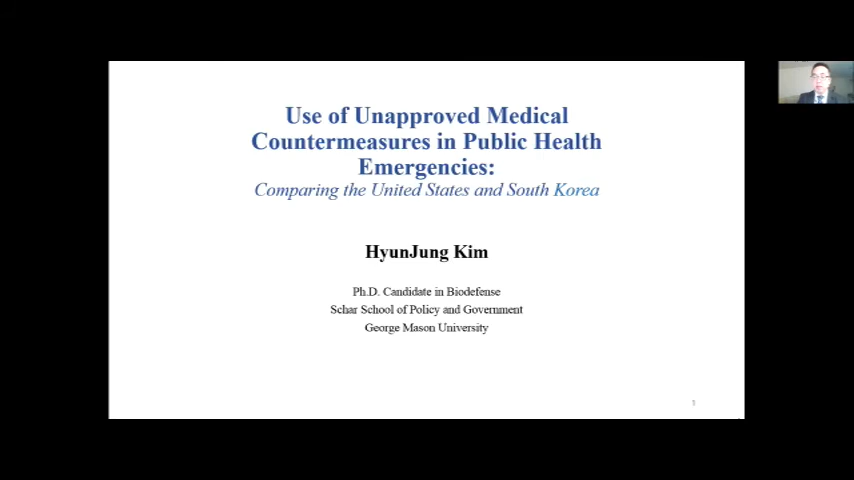 Use of Unapproved Medical
Countermeasures in Public Health
Emergencies:
Comparing the United States and South Korea
HyunJung Kim
Ph.D. Candidate in Biodefense
Schar School of Policy and Government
George Mason University